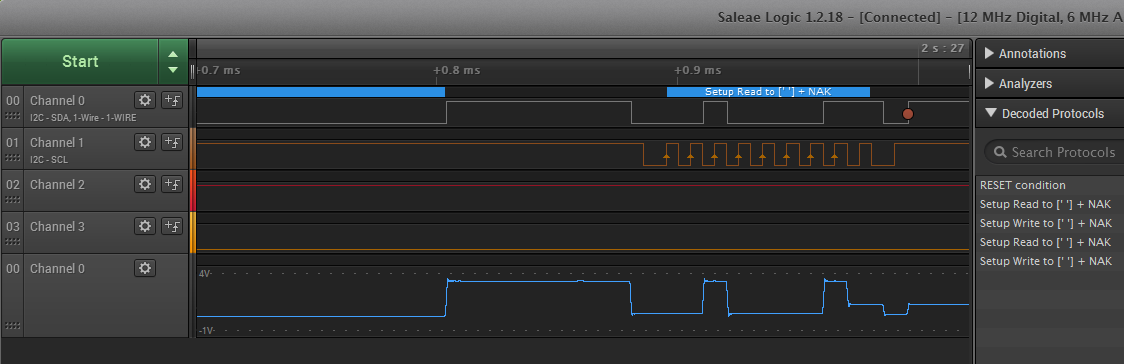 Saleae Logic 1.2.18 – [Connected] – [12 MHz Digital, 6 MHz A
Start
2 s : 27
+0.7 ms +0.8 ms +0.9 ms
Annotations
Analyzers
Decoded Protocols
Search Protocols
RESET condition
Setup Read to [' '] + NAK
Setup Write to [' '] + NAK
Setup Read to [' '] + NAK
Setup Write to [' '] + NAK
00 Channel 0
I2C - SDA, 1-Wire - 1-WIRE
Setup Read to [' '] + NAK
01 Channel 1
I2C - SCL
02 Channel 2
03 Channel 3
00 Channel 0
4V
-1V